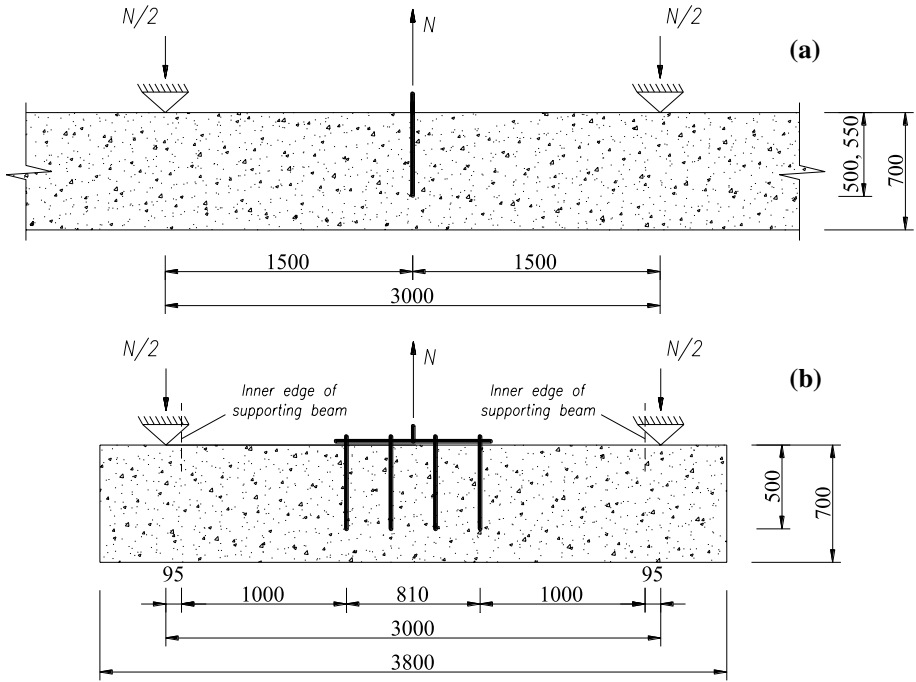 N/2
N
N/2
(a)
500, 550
700
1500
1500
3000
N/2
N
N/2
(b)
Inner edge of
supporting beam
Inner edge of
supporting beam
500
700
95
95
1000
810
1000
3000
3800